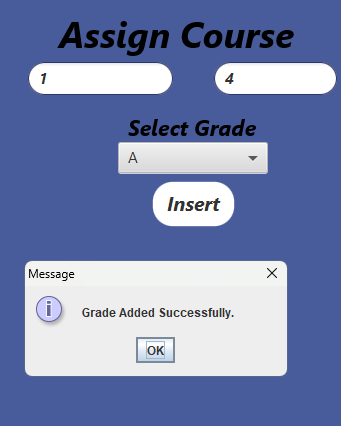 Assign Course
1 4
Select Grade
A
Insert
Message
Grade Added Successfully.
OK